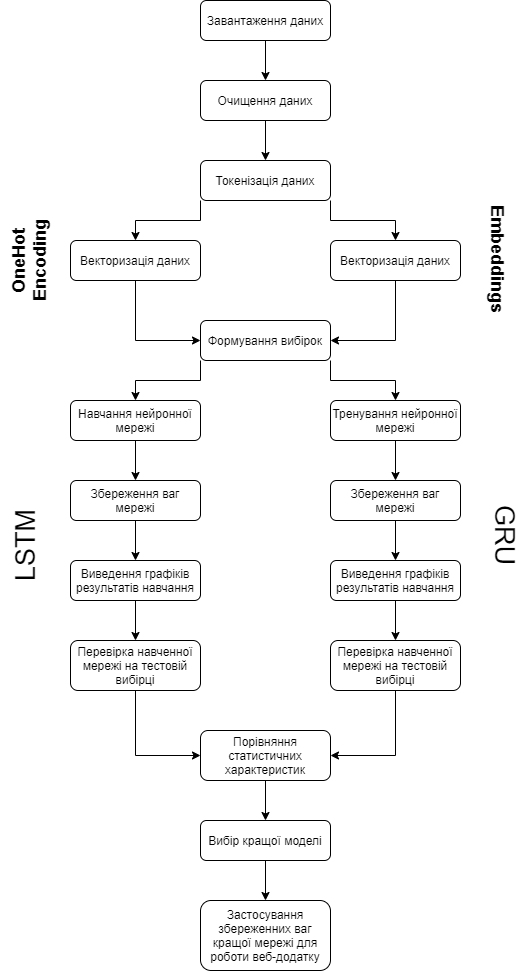 Завантаження даних
Очищення даних
Токенізація даних
OneHot
Encoding
Векторизація даних
Векторизація даних
Embeddings
Формування вибірок
Навчання нейронної
мережі
Тренування нейронної
мережі
Збереження ваг
мережі
Збереження ваг
мережі
LSTM
GRU
Виведення графіків
результатів навчання
Виведення графіків
результатів навчання
Перевірка навченної
мережі на тестовій
вибірці
Перевірка навченної
мережі на тестовій
вибірці
Порівняння
статистичних
характеристик
Вибір кращої моделі
Застосування
збереженних ваг
кращої мережі для
роботи веб-додатку